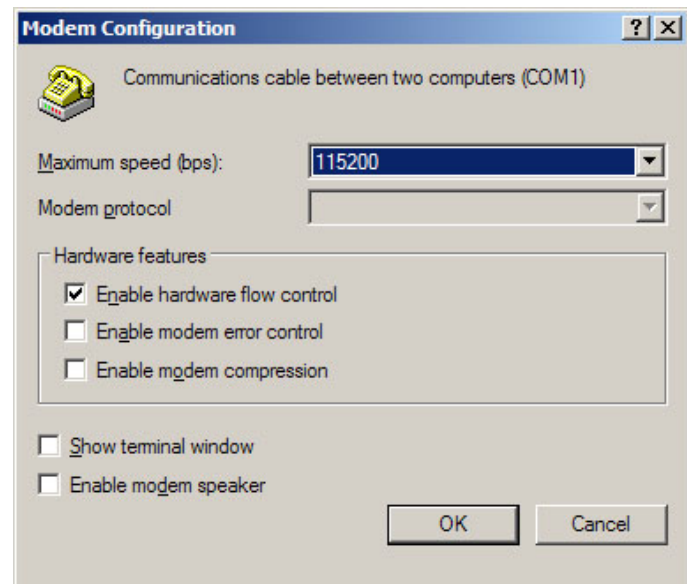 Modem Configuration
Communications cable between two computers (COM1)
Maximum speed (bps):
115200
Modem protocol
Hardware features
Enable hardware flow control
Enable modem error control
Enable modem compression
Show terminal window
Enable modem speaker
OK
Cancel